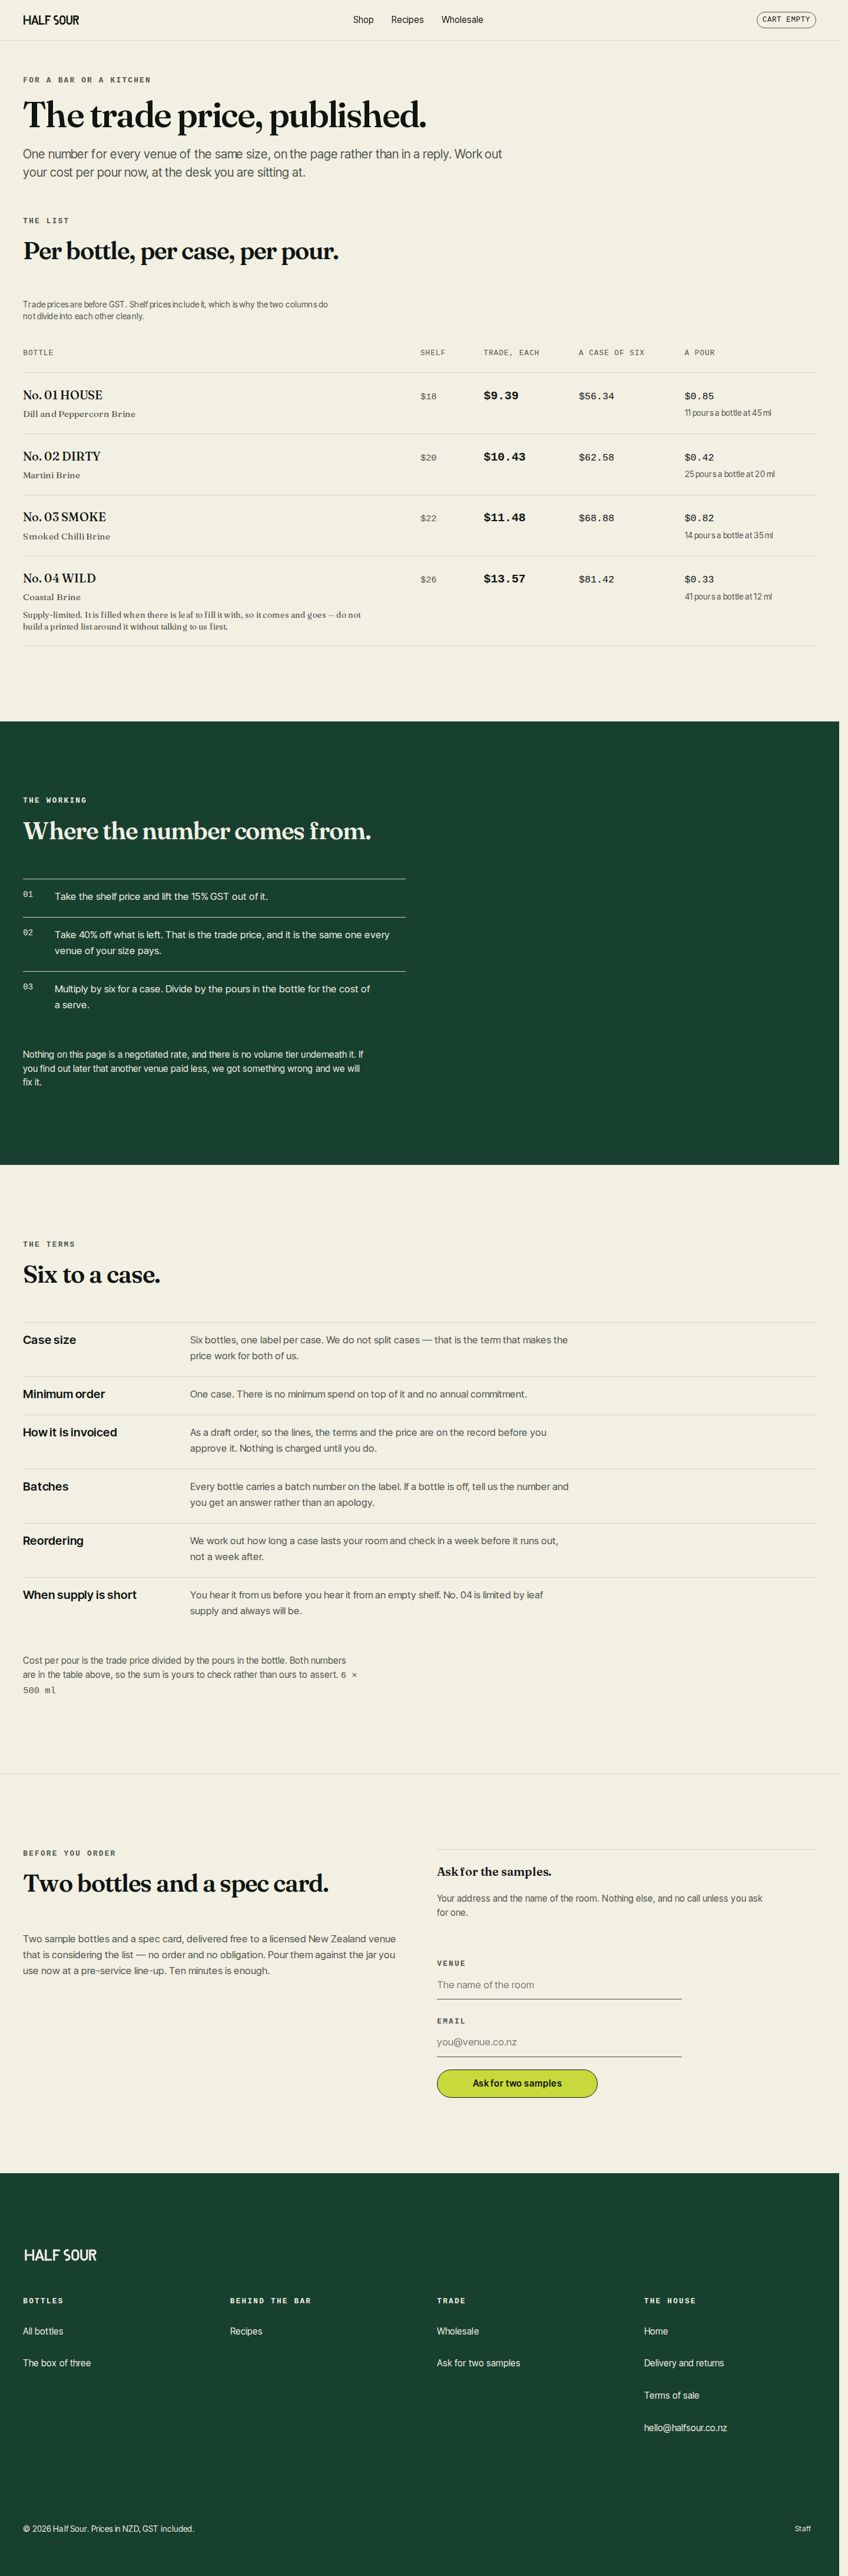 HALF SOUR
Shop Recipes Wholesale
CART EMPTY
FOR A BAR OR A KITCHEN
The trade price, published.
One number for every venue of the same size, on the page rather than in a reply. Work out
your cost per pour now, at the desk you are sitting at.
THE LIST
Per bottle, per case, per pour.
Trade prices are before GST. Shelf prices include it, which is why the two columns do
not divide into each other cleanly.
BOTTLE SHELF TRADE, EACH A CASE OF SIX A POUR
No. 01 HOUSE $18 $9.39 $56.34 $0.85
Dill and Peppercorn Brine 11 pours a bottle at 45 ml
No. 02 DIRTY $20 $10.43 $62.58 $0.42
Martini Brine 25 pours a bottle at 20 ml
No. 03 SMOKE $22 $11.48 $68.88 $0.82
Smoked Chilli Brine 14 pours a bottle at 35 ml
No. 04 WILD $26 $13.57 $81.42 $0.33
Coastal Brine 41 pours a bottle at 12 ml
Supply-limited. It is filled when there is leaf to fill it with, so it comes and goes — do not
build a printed list around it without talking to us first.
THE WORKING
Where the number comes from.
01 Take the shelf price and lift the 15% GST out of it.
02 Take 40% off what is left. That is the trade price, and it is the same one every
venue of your size pays.
03 Multiply by six for a case. Divide by the pours in the bottle for the cost of
a serve.
Nothing on this page is a negotiated rate, and there is no volume tier underneath it. If
you find out later that another venue paid less, we got something wrong and we will
fix it.
THE TERMS
Six to a case.
Case size Six bottles, one label per case. We do not split cases — that is the term that makes the
price work for both of us.
Minimum order One case. There is no minimum spend on top of it and no annual commitment.
How it is invoiced As a draft order, so the lines, the terms and the price are on the record before you
approve it. Nothing is charged until you do.
Batches Every bottle carries a batch number on the label. If a bottle is off, tell us the number and
you get an answer rather than an apology.
Reordering We work out how long a case lasts your room and check in a week before it runs out,
not a week after.
When supply is short You hear it from us before you hear it from an empty shelf. No. 04 is limited by leaf
supply and always will be.
Cost per pour is the trade price divided by the pours in the bottle. Both numbers
are in the table above, so the sum is yours to check rather than ours to assert. 6 ×
500 ml
BEFORE YOU ORDER
Two bottles and a spec card.
Two sample bottles and a spec card, delivered free to a licensed New Zealand venue
that is considering the list — no order and no obligation. Pour them against the jar you
use now at a pre-service line-up. Ten minutes is enough.
Ask for the samples.
Your address and the name of the room. Nothing else, and no call unless you ask
for one.
VENUE
The name of the room
EMAIL
you@venue.co.nz
Ask for two samples
HALF SOUR
BOTTLES BEHIND THE BAR TRADE THE HOUSE
All bottles Recipes Wholesale Home
The box of three Ask for two samples Delivery and returns
Terms of sale
hello@halfsour.co.nz
© 2026 Half Sour. Prices in NZD, GST included. Staff